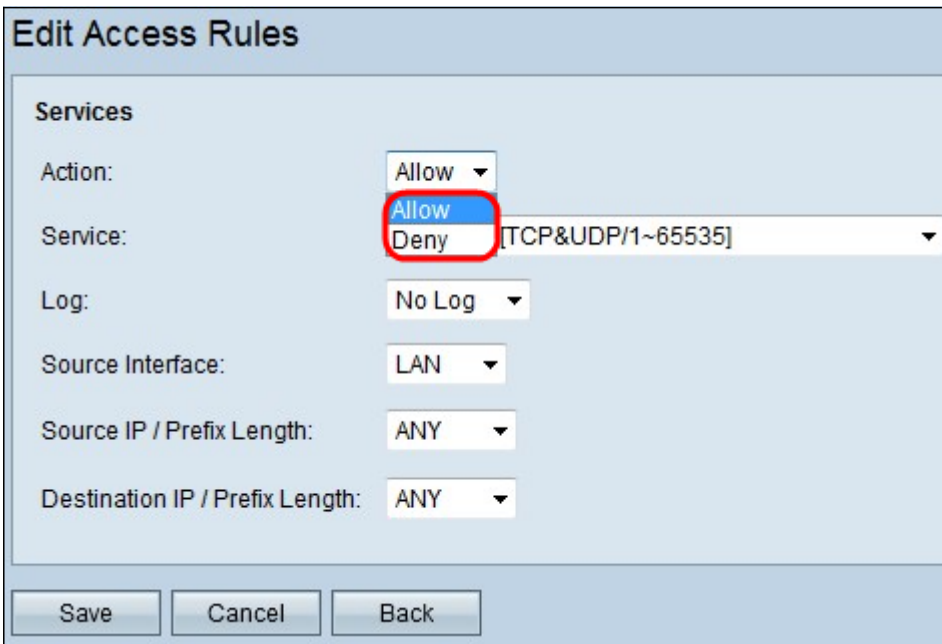 Edit Access Rules
Services
Action: Allow
Allow
Deny
Service: [TCP&UDP/1~65535]
Log: No Log
Source Interface: LAN
Source IP / Prefix Length: ANY
Destination IP / Prefix Length: ANY
Save Cancel Back